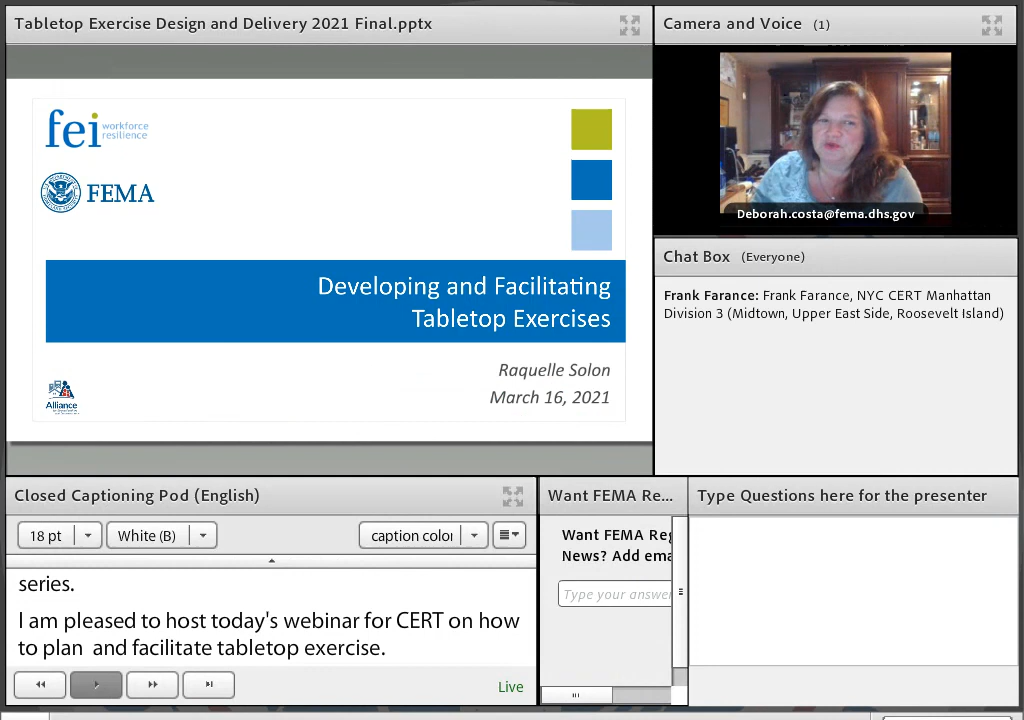 Tabletop Exercise Design and Delivery 2021 Final.pptx
fei workforce
resilience
FEMA
Developing and Facilitating
Tabletop Exercises
Raquelle Solon
March 16, 2021
Alliance
Camera and Voice (1)
Deborah.costa@fema.dhs.gov
Chat Box (Everyone)
Frank Farance: Frank Farance, NYC CERT Manhattan
Division 3 (Midtown, Upper East Side, Roosevelt Island)
Closed Captioning Pod (English)
18 pt
White (B)
caption color
series.
I am pleased to host today's webinar for CERT on how
to plan and facilitate tabletop exercise.
Live
Want FEMA Re...
Want FEMA Reg
News? Add ema
Type your answer
Type Questions here for the presenter